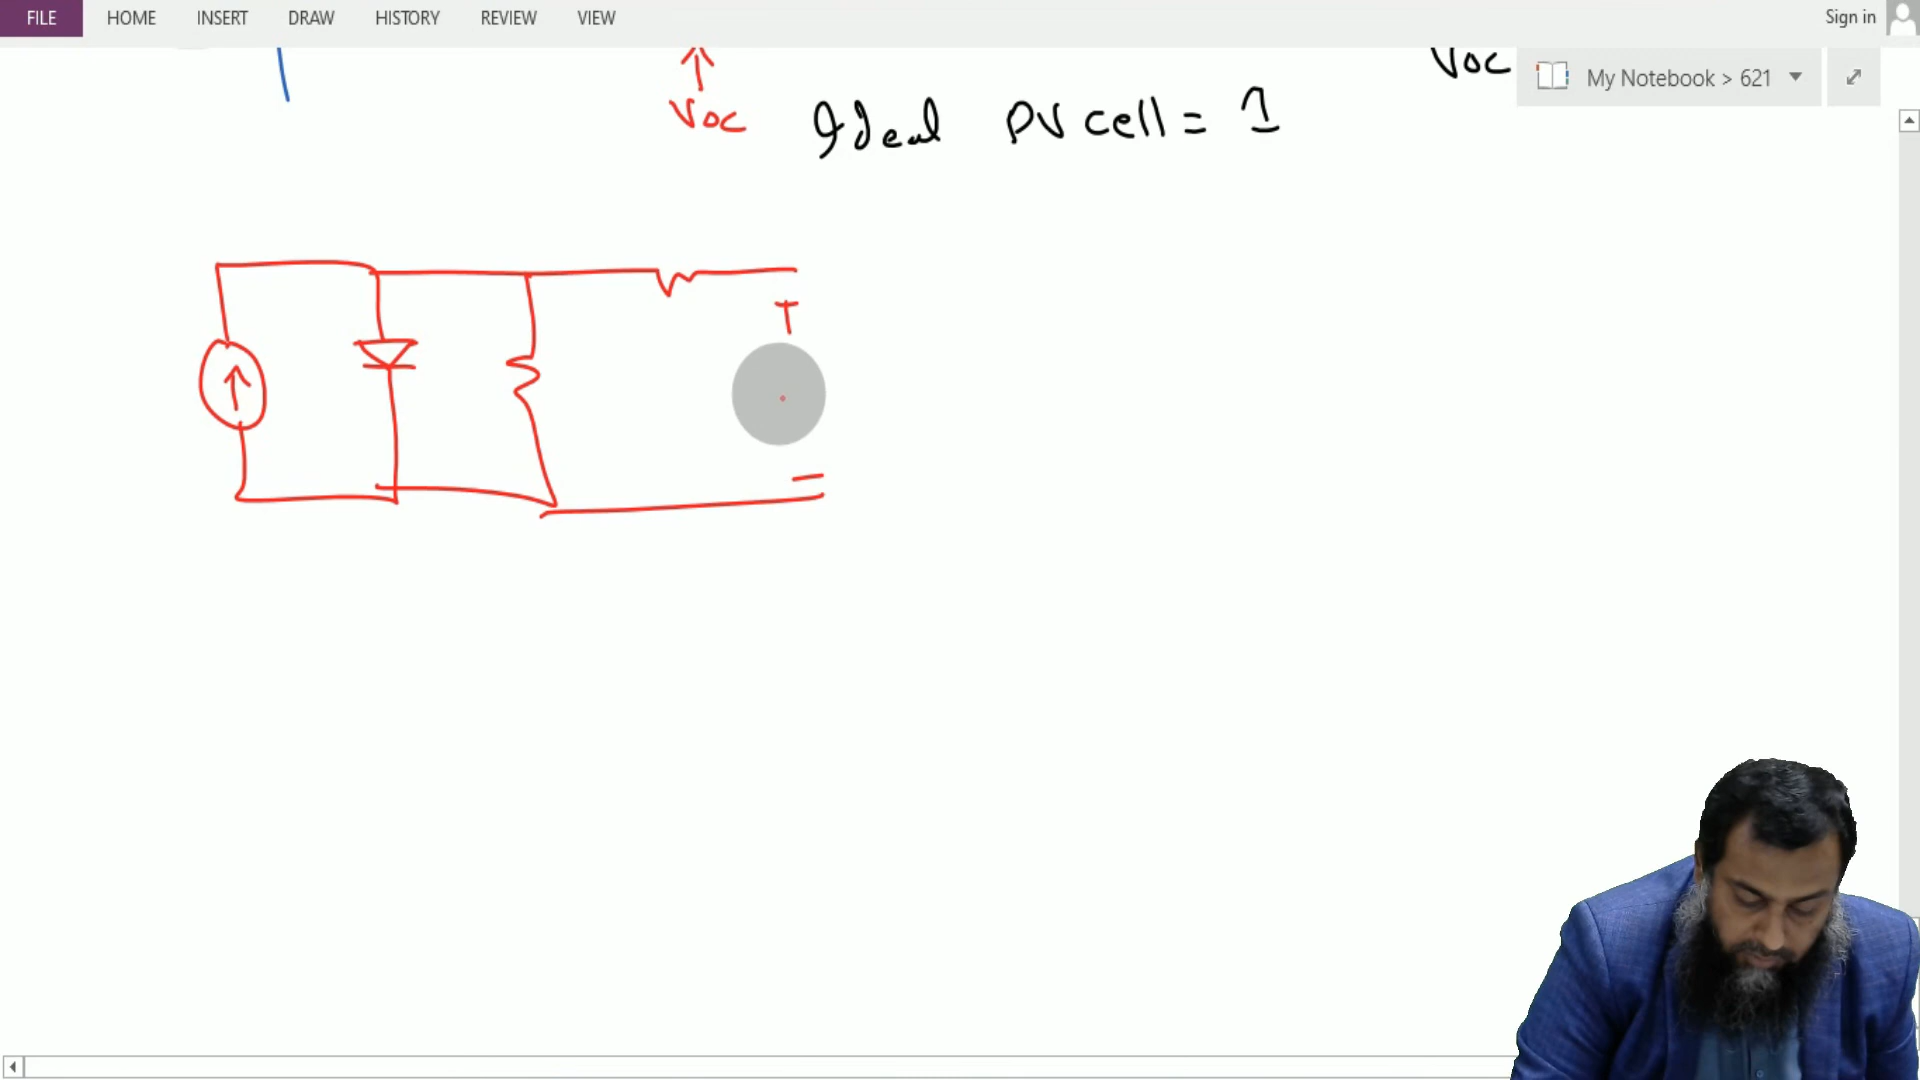 FILE HOME INSERT DRAW HISTORY REVIEW VIEW Sign in
My Notebook > 621
Voc
Voc
Ideal PV cell = 1
+
=